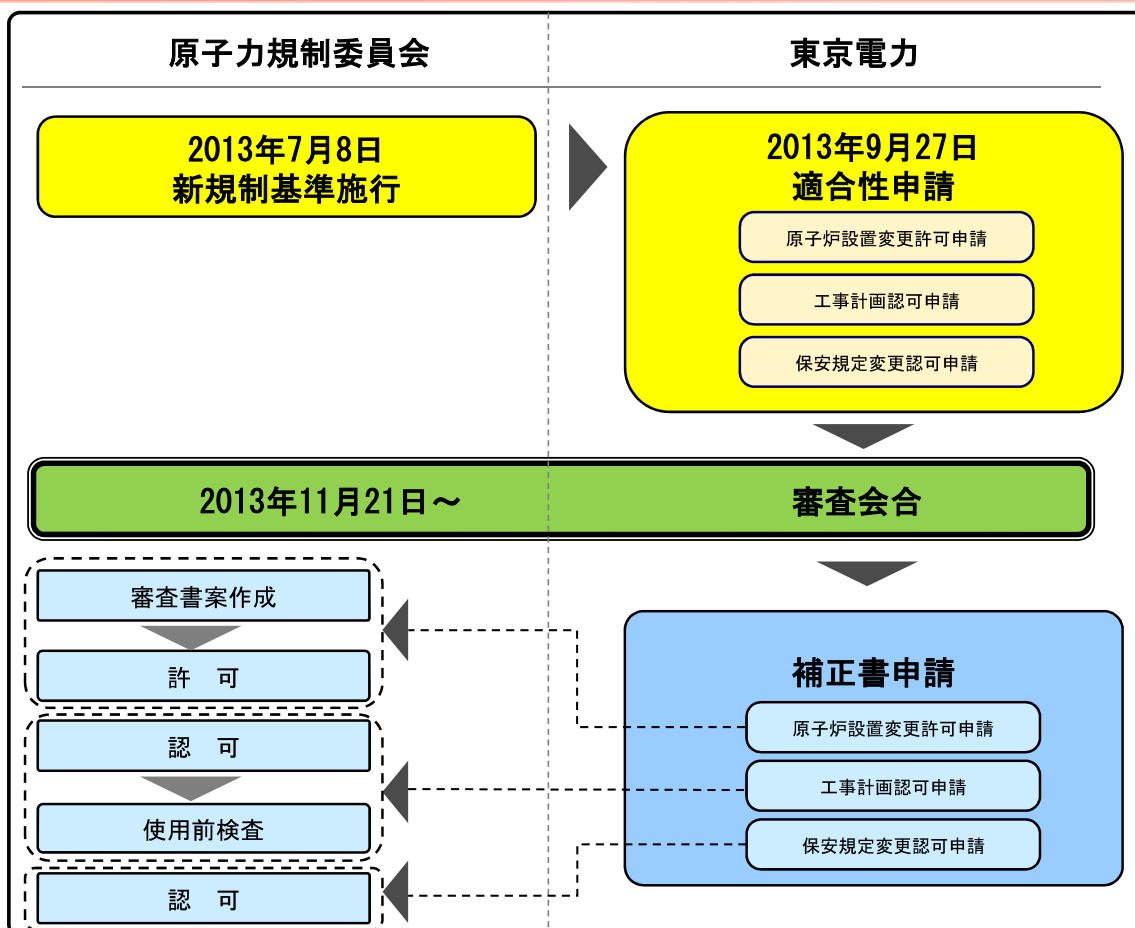 原子力規制委員会
東京電力
2013年7月8日
新規制基準施行
2013年9月27日
適合性申請
原子炉設置変更許可申請
工事計画認可申請
保安規定変更認可申請
2013年11月21日～
審査会合
審査書案作成
許　可
認　可
使用前検査
認　可
補正書申請
原子炉設置変更許可申請
工事計画認可申請
保安規定変更認可申請